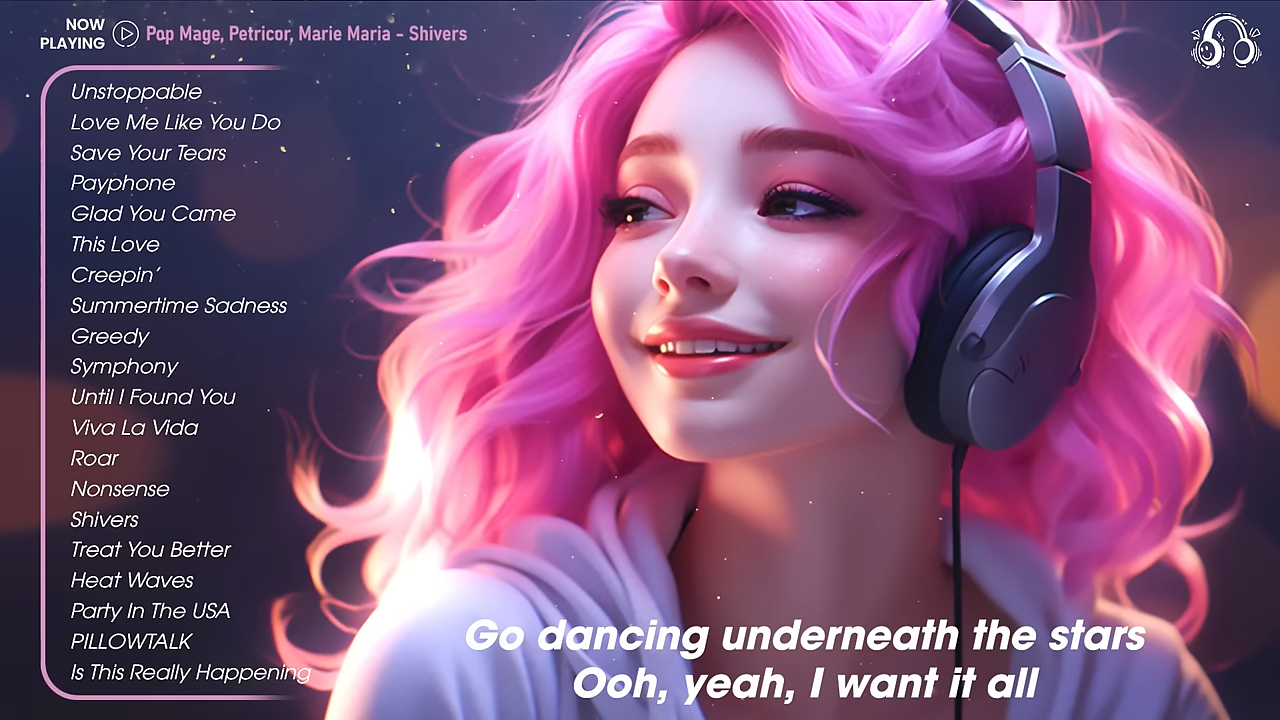 NOW
PLAYING
Pop Mage, Petricor, Marie Maria - Shivers
Unstoppable
Love Me Like You Do
Save Your Tears
Payphone
Glad You Came
This Love
Creepin’
Summertime Sadness
Greedy
Symphony
Until I Found You
Viva La Vida
Roar
Nonsense
Shivers
Treat You Better
Heat Waves
Party In The USA
PILLOWTALK
Is This Really Happening
Go dancing underneath the stars
Ooh, yeah, I want it all